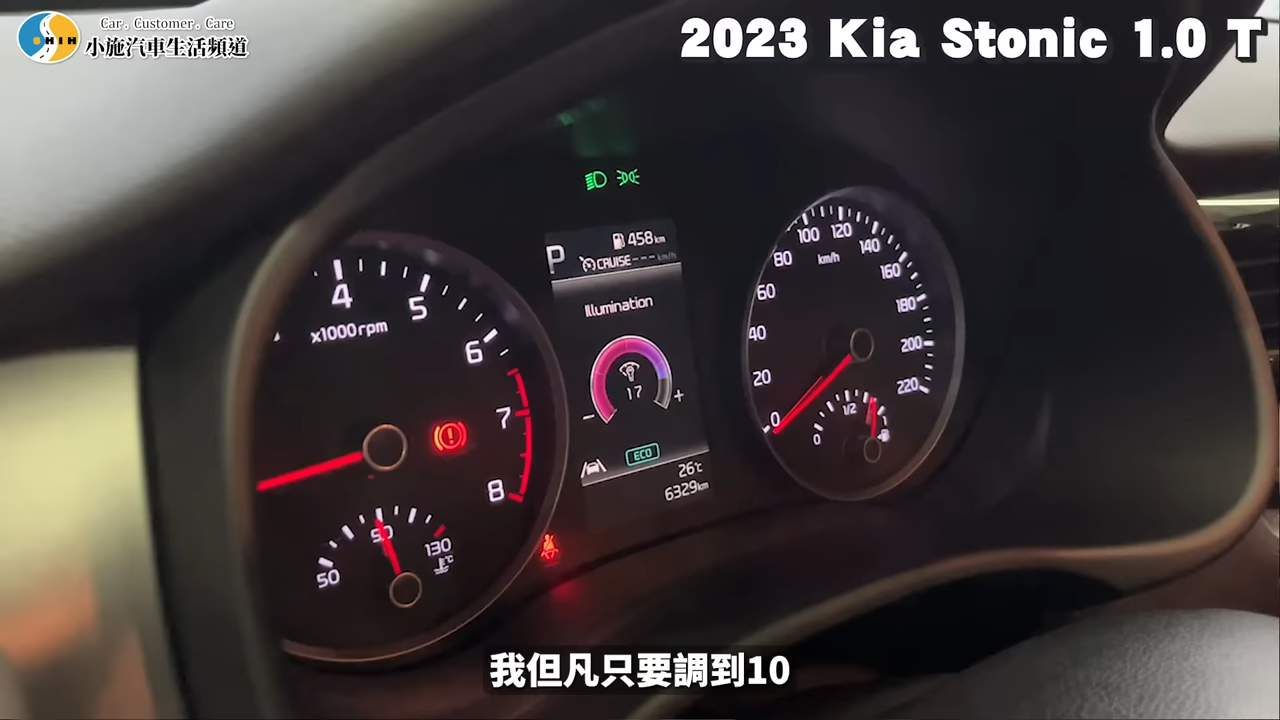 SHIH
Car . Customer . Care
小施汽車生活頻道
2023 Kia Stonic 1.0 T
4
5
6
7
8
x1000rpm
50
90
130
°C
P
458km
CRUISE --- km/h
Illumination
17
− +
ECO
26°C
6329km
0
20
40
60
80
100
120
140
160
180
200
220
km/h
0
1/2
我但凡只要調到10